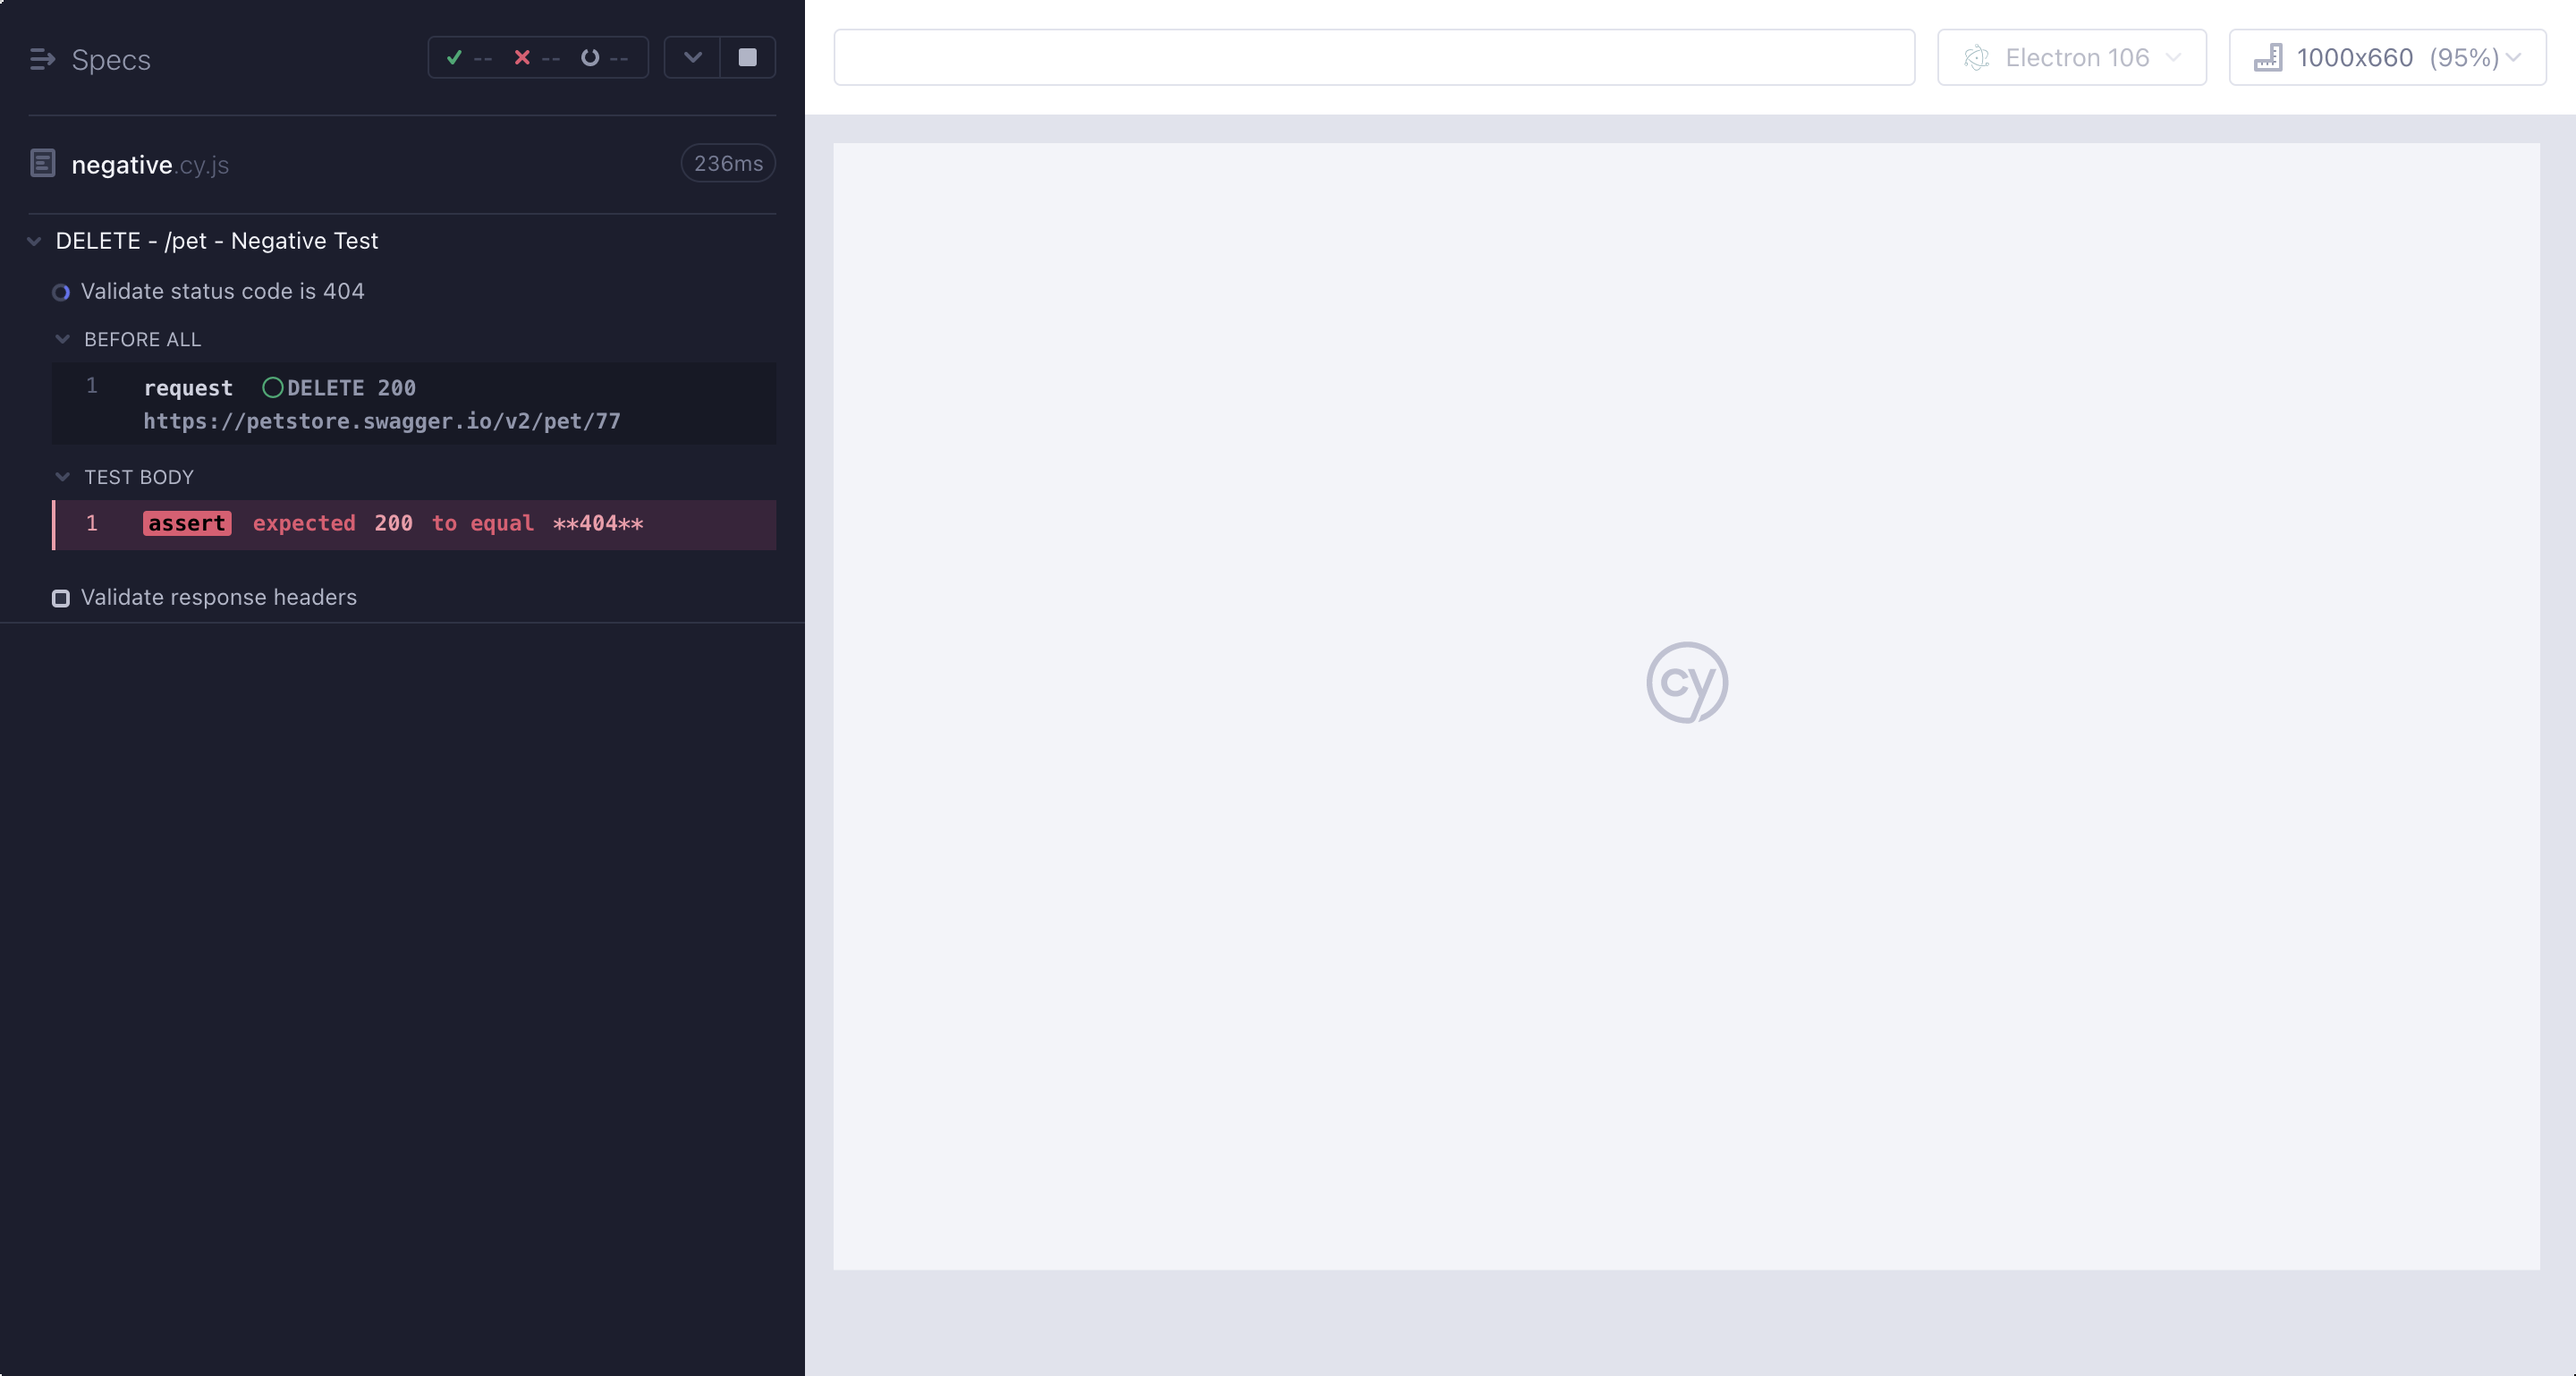 Specs
-- -- --
negative.cy.js 236ms
DELETE - /pet - Negative Test
Validate status code is 404
BEFORE ALL
1 request DELETE 200
https://petstore.swagger.io/v2/pet/77
TEST BODY
1 assert expected 200 to equal **404**
Validate response headers
Electron 106
1000x660 (95%)
cy